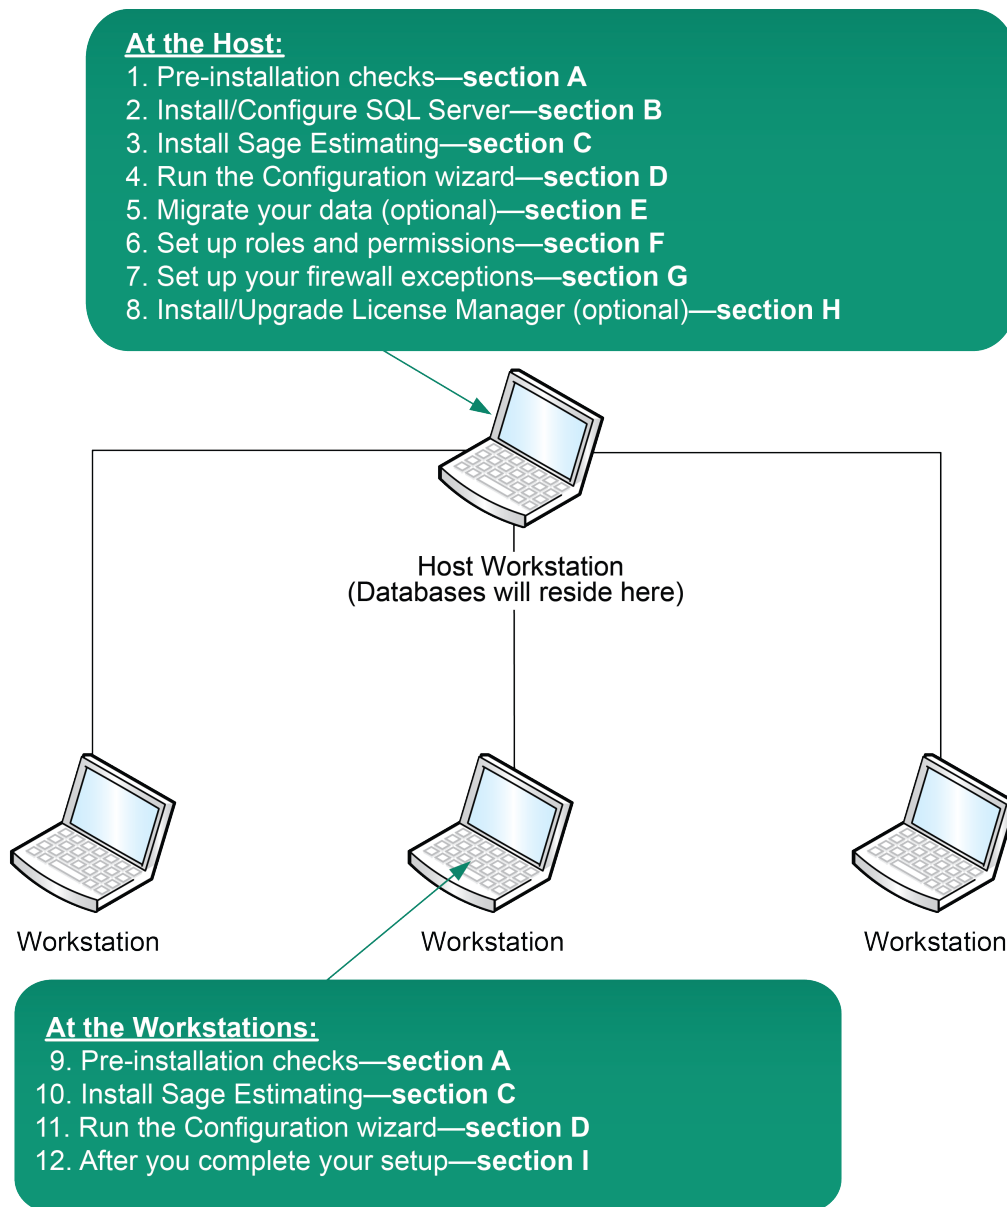 At the Host:
1. Pre-installation checks—section A
2. Install/Configure SQL Server—section B
3. Install Sage Estimating—section C
4. Run the Configuration wizard—section D
5. Migrate your data (optional)—section E
6. Set up roles and permissions—section F
7. Set up your firewall exceptions—section G
8. Install/Upgrade License Manager (optional)—section H
Host Workstation
(Databases will reside here)
Workstation
Workstation
Workstation
At the Workstations:
9. Pre-installation checks—section A
10. Install Sage Estimating—section C
11. Run the Configuration wizard—section D
12. After you complete your setup—section I